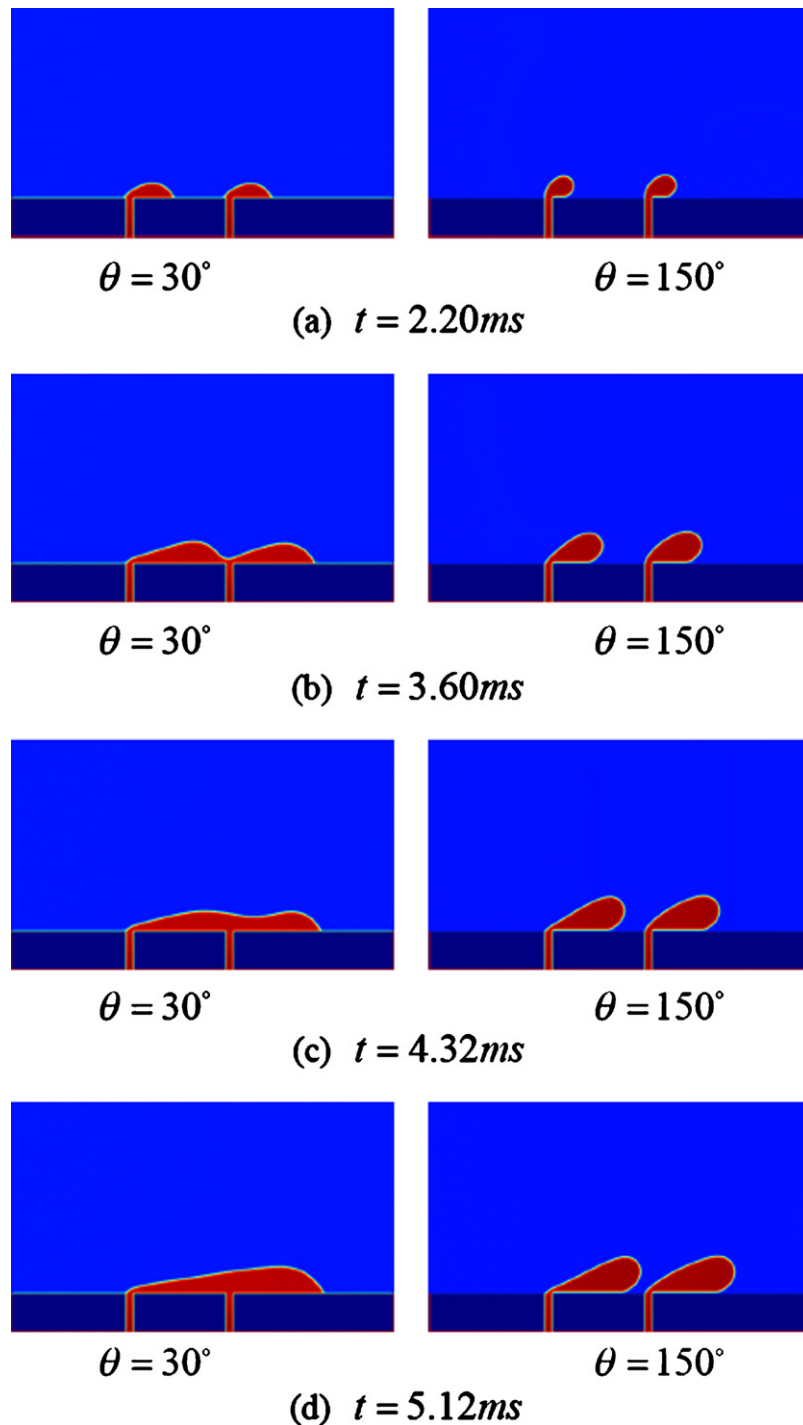 θ = 30° θ = 150°
(a) t = 2.20ms
θ = 30° θ = 150°
(b) t = 3.60ms
θ = 30° θ = 150°
(c) t = 4.32ms
θ = 30° θ = 150°
(d) t = 5.12ms